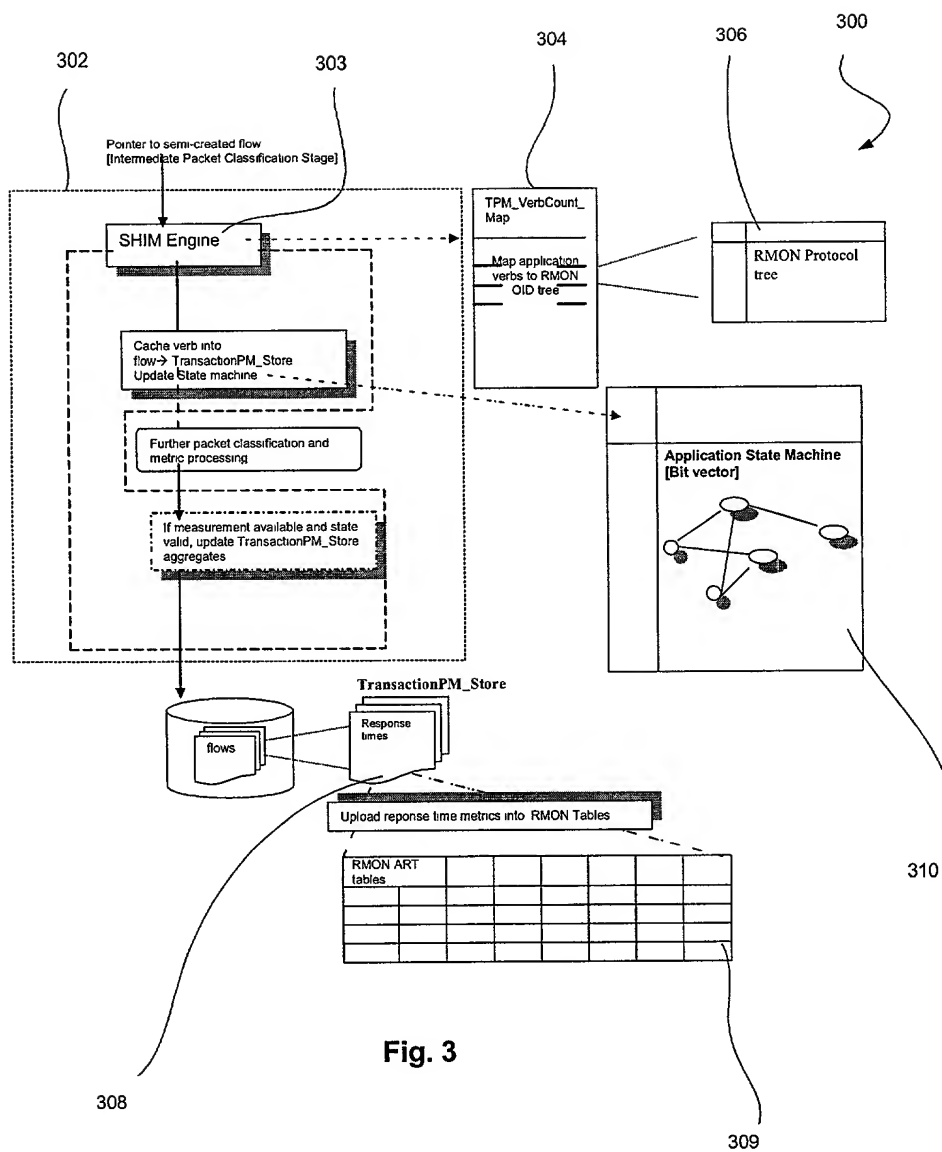 300
304
306
302
303
Pointer to semi-created flow
[Intermediate Packet Classification Stage]
SHIM Engine
TPM_VerbCount_
Map
Map application
verbs to RMON
OID tree
RMON Protocol
tree
Cache verb into
flow→ TransactionPM_Store
Update State machine
Further packet classification and
metric processing
If measurement available and state
valid, update TransactionPM_Store
aggregates
Application State Machine
[Bit vector]
TransactionPM_Store
flows
Response
times
Upload reponse time metrics into RMON Tables
RMON ART
tables
310
Fig. 3
308
309